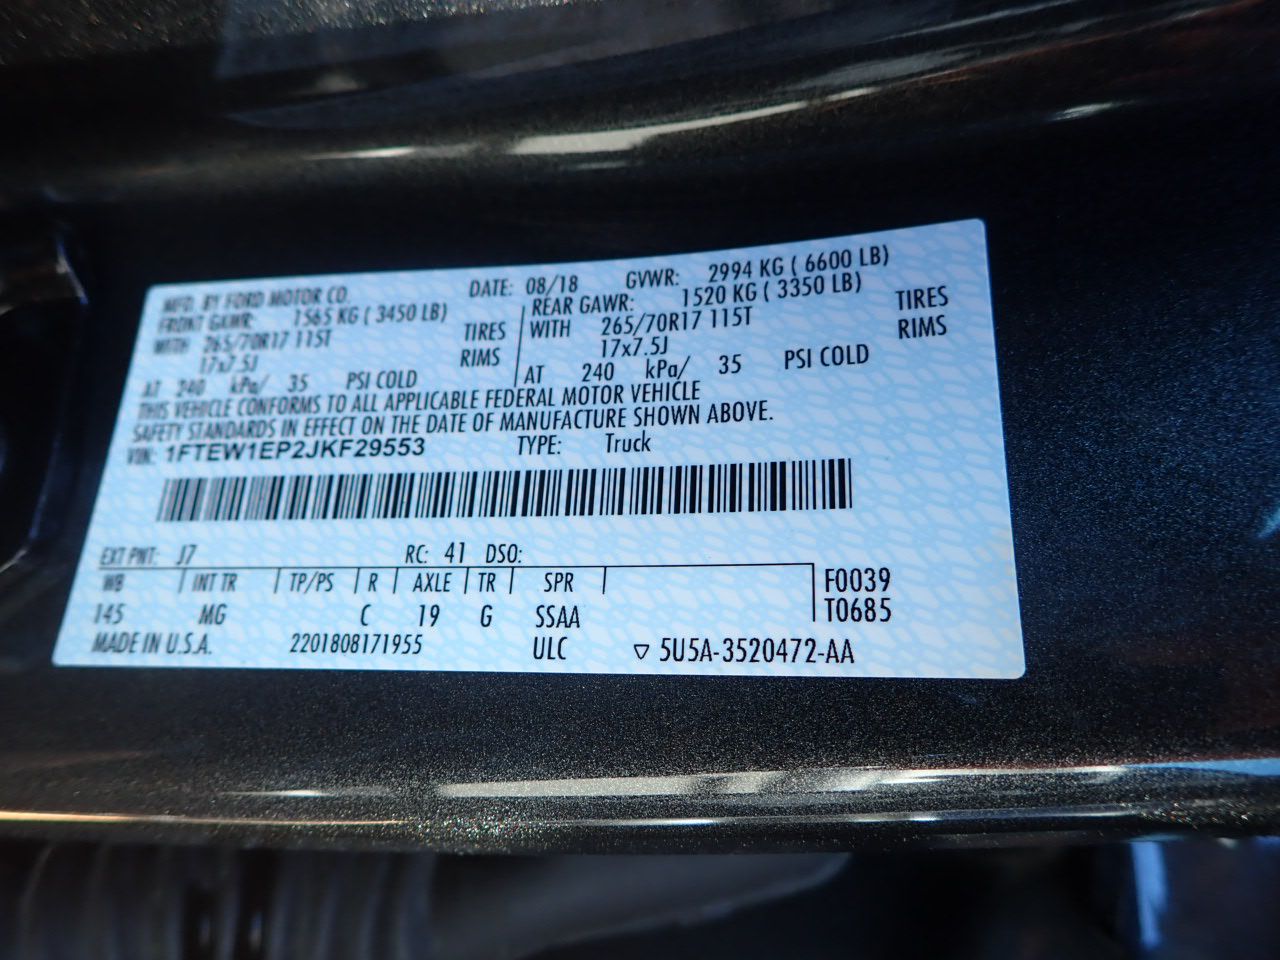 MFD. BY FORD MOTOR CO.
DATE: 08/18 GVWR: 2994 KG ( 6600 LB)
FRONT GAWR: 1565 KG ( 3450 LB)
WITH 265/70R17 115T TIRES
17x7.5J RIMS
AT 240 kPa/ 35 PSI COLD
REAR GAWR: 1520 KG ( 3350 LB)
WITH 265/70R17 115T TIRES
17x7.5J RIMS
AT 240 kPa/ 35 PSI COLD
THIS VEHICLE CONFORMS TO ALL APPLICABLE FEDERAL MOTOR VEHICLE
SAFETY STANDARDS IN EFFECT ON THE DATE OF MANUFACTURE SHOWN ABOVE.
VIN: 1FTEW1EP2JKF29553 TYPE: Truck
EXT PNT: J7 RC: 41 DSO:
WB INT TR TP/PS R AXLE TR SPR F0039
145 MG C 19 G SSAA T0685
MADE IN U.S.A. 2201808171955 ULC ▽ 5U5A-3520472-AA